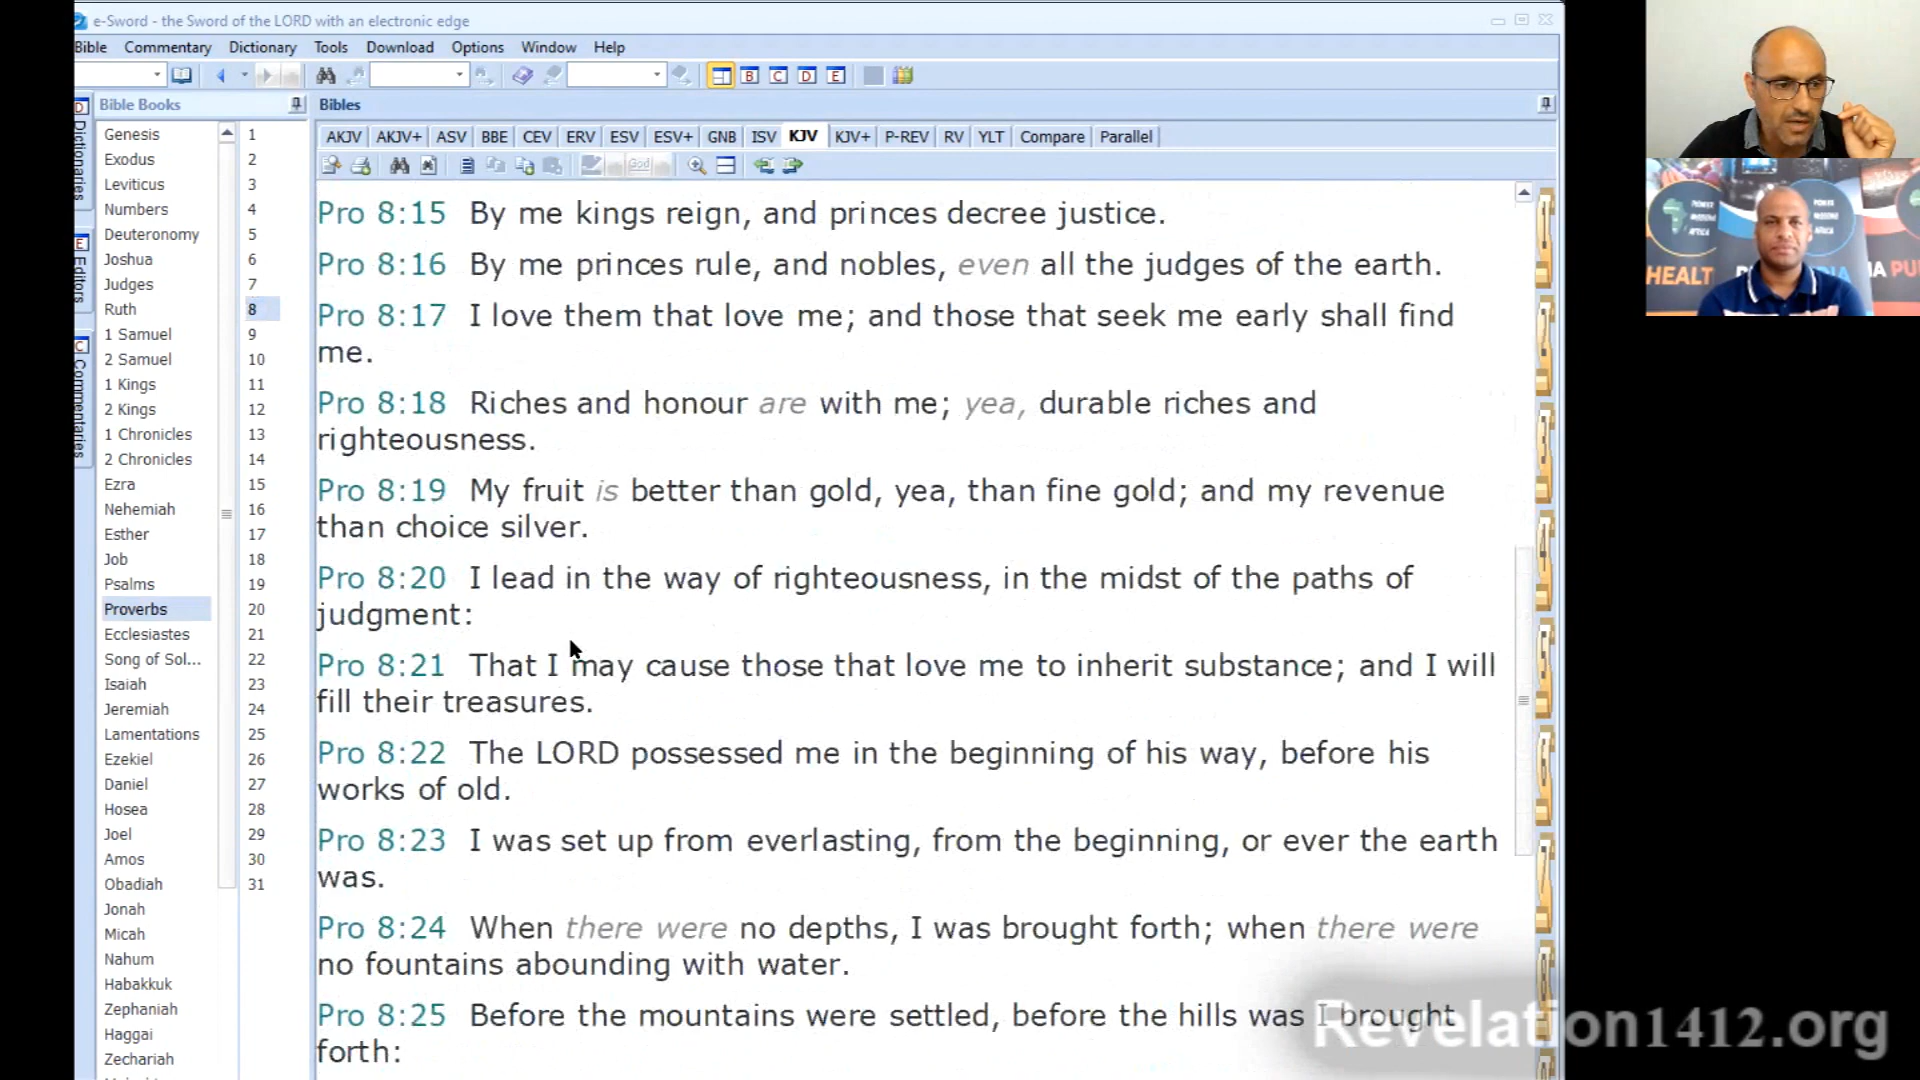 e-Sword - the Sword of the LORD with an electronic edge
Bible Commentary Dictionary Tools Download Options Window Help
B C D E
Bible Books
Bibles
AKJV AKJV+ ASV BBE CEV ERV ESV ESV+ GNB ISV KJV KJV+ P-REV RV YLT Compare Parallel
D Dictionaries
E Editors
C Commentaries
Genesis 1
Exodus 2
Leviticus 3
Numbers 4
Deuteronomy 5
Joshua 6
Judges 7
Ruth 8
1 Samuel 9
2 Samuel 10
1 Kings 11
2 Kings 12
1 Chronicles 13
2 Chronicles 14
Ezra 15
Nehemiah 16
Esther 17
Job 18
Psalms 19
Proverbs 20
Ecclesiastes 21
Song of Sol... 22
Isaiah 23
Jeremiah 24
Lamentations 25
Ezekiel 26
Daniel 27
Hosea 28
Joel 29
Amos 30
Obadiah 31
Jonah
Micah
Nahum
Habakkuk
Zephaniah
Haggai
Zechariah
God
Pro 8:15 By me kings reign, and princes decree justice.
Pro 8:16 By me princes rule, and nobles, even all the judges of the earth.
Pro 8:17 I love them that love me; and those that seek me early shall find
me.
Pro 8:18 Riches and honour are with me; yea, durable riches and
righteousness.
Pro 8:19 My fruit is better than gold, yea, than fine gold; and my revenue
than choice silver.
Pro 8:20 I lead in the way of righteousness, in the midst of the paths of
judgment:
Pro 8:21 That I may cause those that love me to inherit substance; and I will
fill their treasures.
Pro 8:22 The LORD possessed me in the beginning of his way, before his
works of old.
Pro 8:23 I was set up from everlasting, from the beginning, or ever the earth
was.
Pro 8:24 When there were no depths, I was brought forth; when there were
no fountains abounding with water.
Pro 8:25 Before the mountains were settled, before the hills was I brought
forth:
HEALT
Revelation1412.org